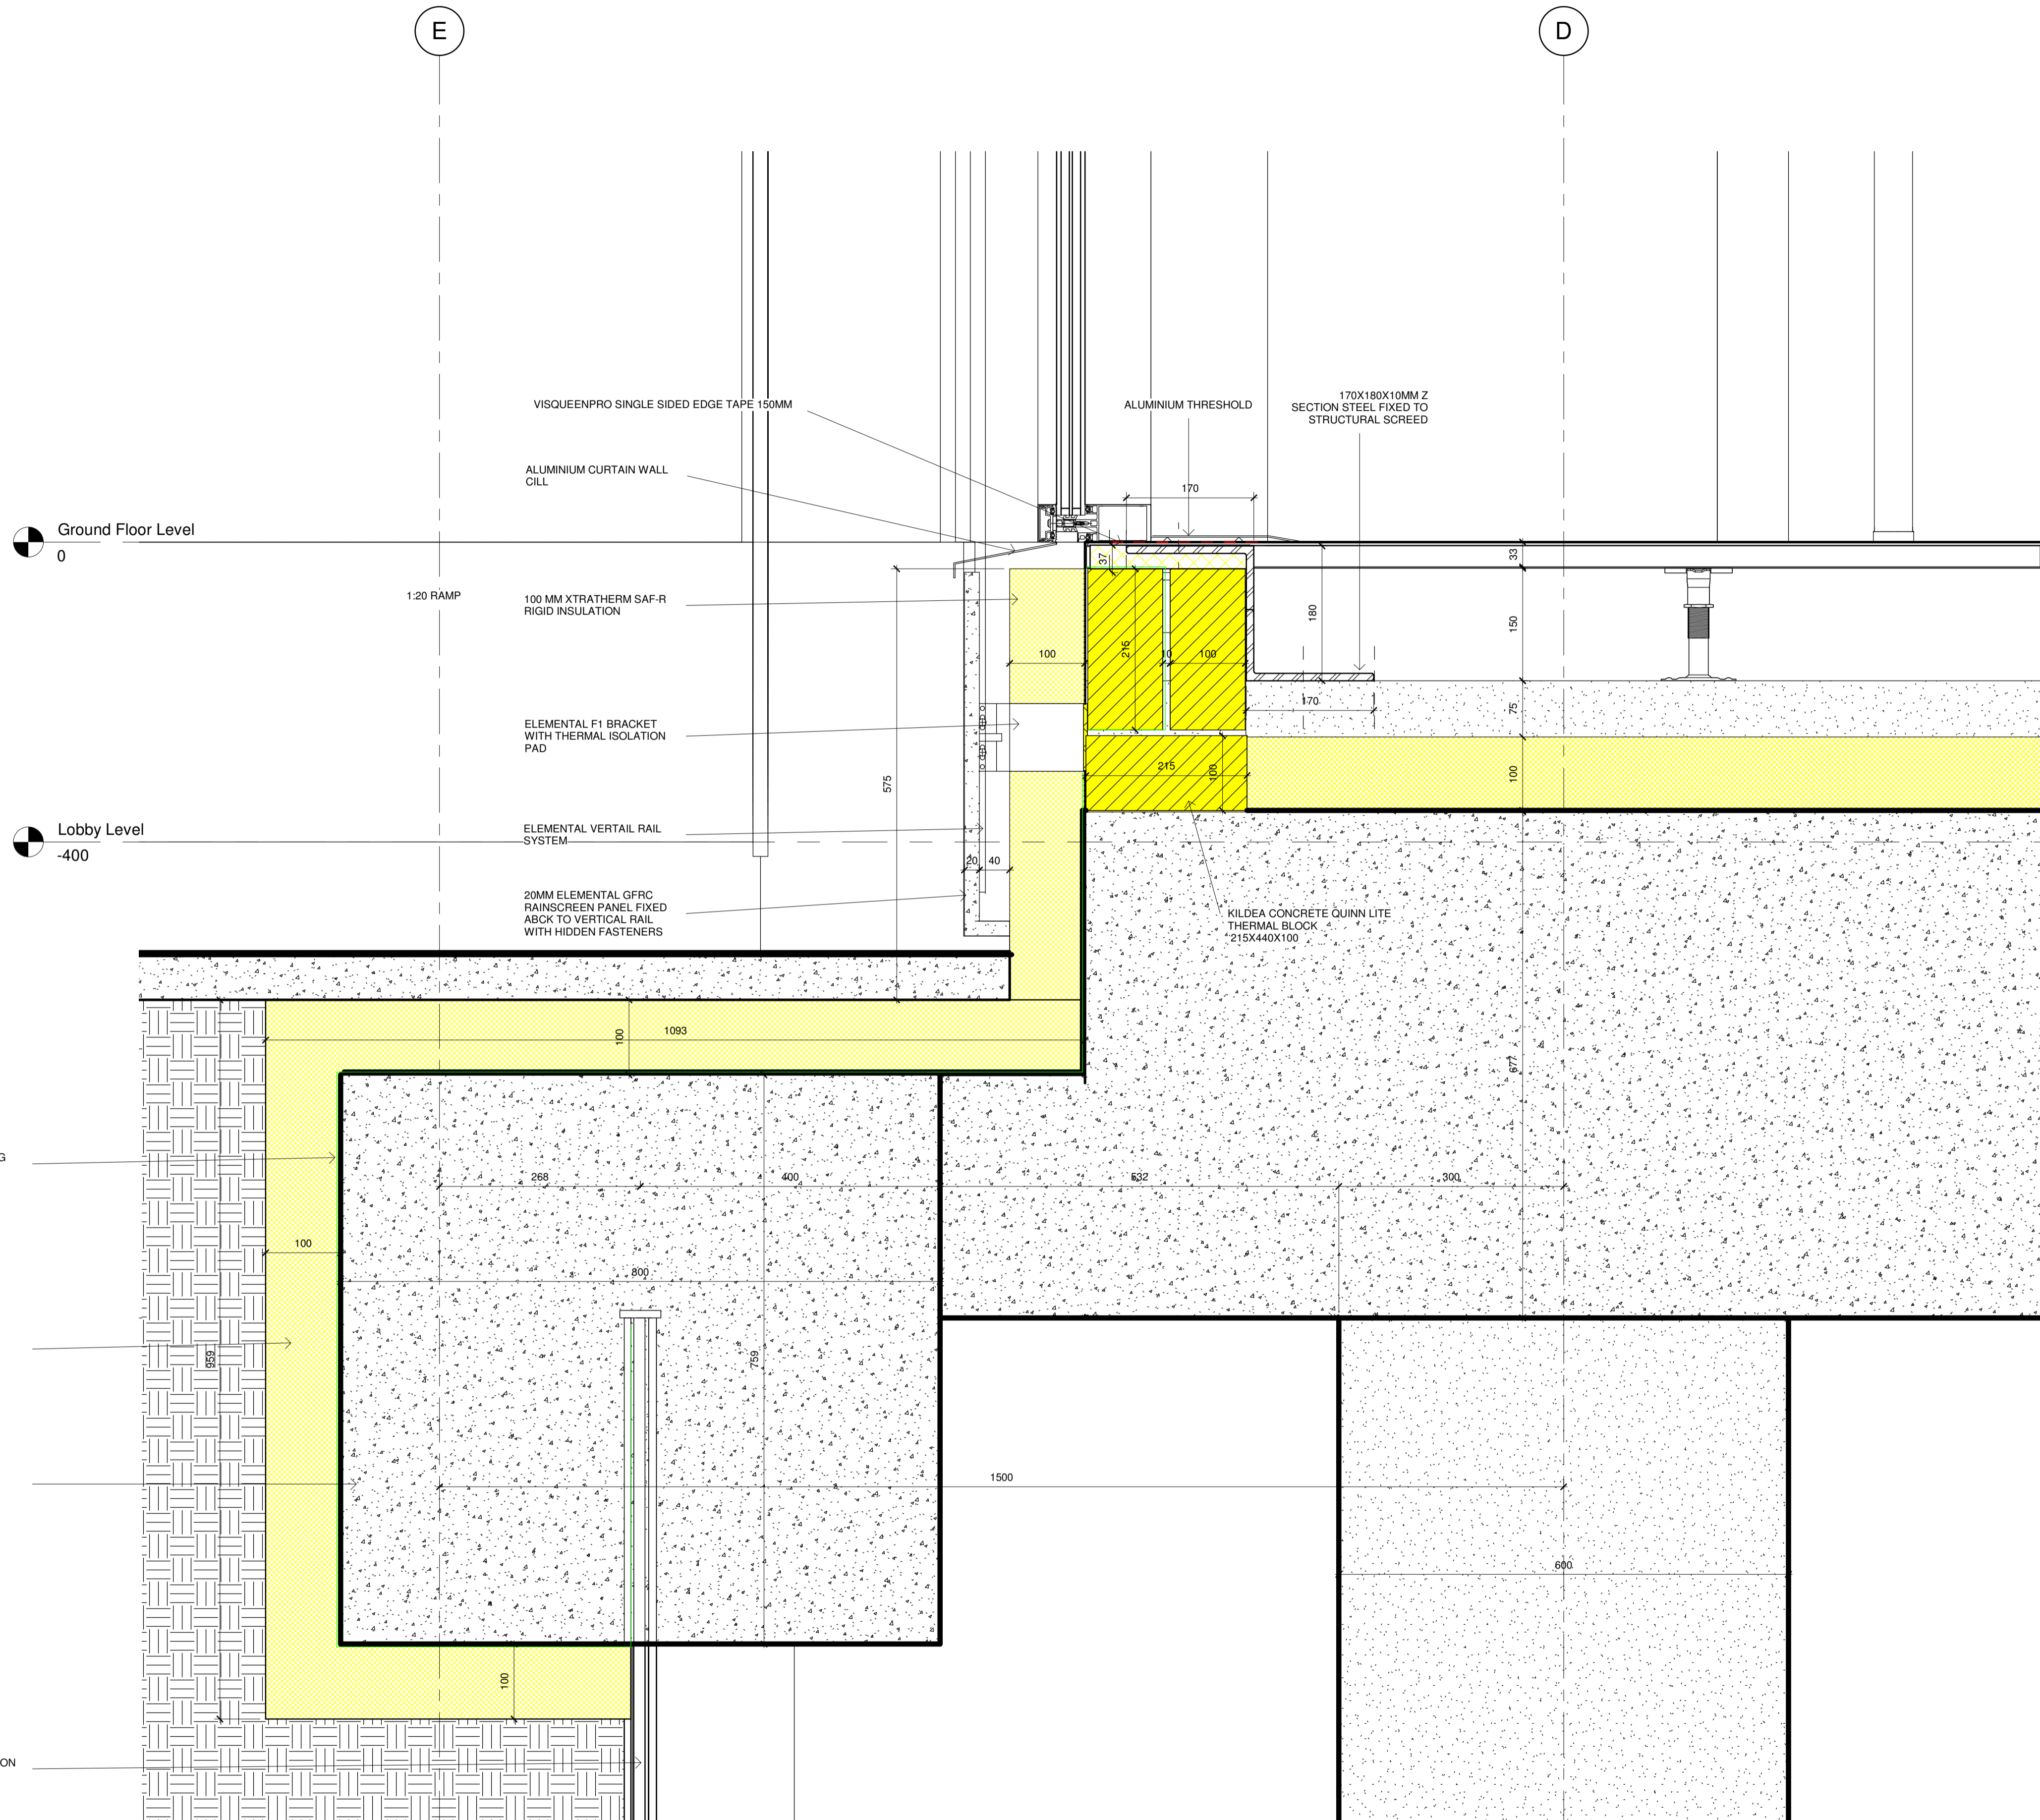 E
D
VISQUEENPRO SINGLE SIDED EDGE TAPE 150MM
ALUMINIUM THRESHOLD
170X180X10MM Z
SECTION STEEL FIXED TO
STRUCTURAL SCREED
ALUMINIUM CURTAIN WALL
CILL
170
Ground Floor Level
0
37
33
1:20 RAMP
100 MM XTRATHERM SAF-R
RIGID INSULATION
180
150
100
215
10
100
170
75
ELEMENTAL F1 BRACKET
WITH THERMAL ISOLATION
PAD
575
215
100
100
Lobby Level
-400
ELEMENTAL VERTAIL RAIL
SYSTEM
20
40
20MM ELEMENTAL GFRC
RAINSCREEN PANEL FIXED
ABCK TO VERTICAL RAIL
WITH HIDDEN FASTENERS
KILDEA CONCRETE QUINN LITE
THERMAL BLOCK
215X440X100
100
1093
677
G
268
400
532
300
100
800
959
759
1500
600
100
ON